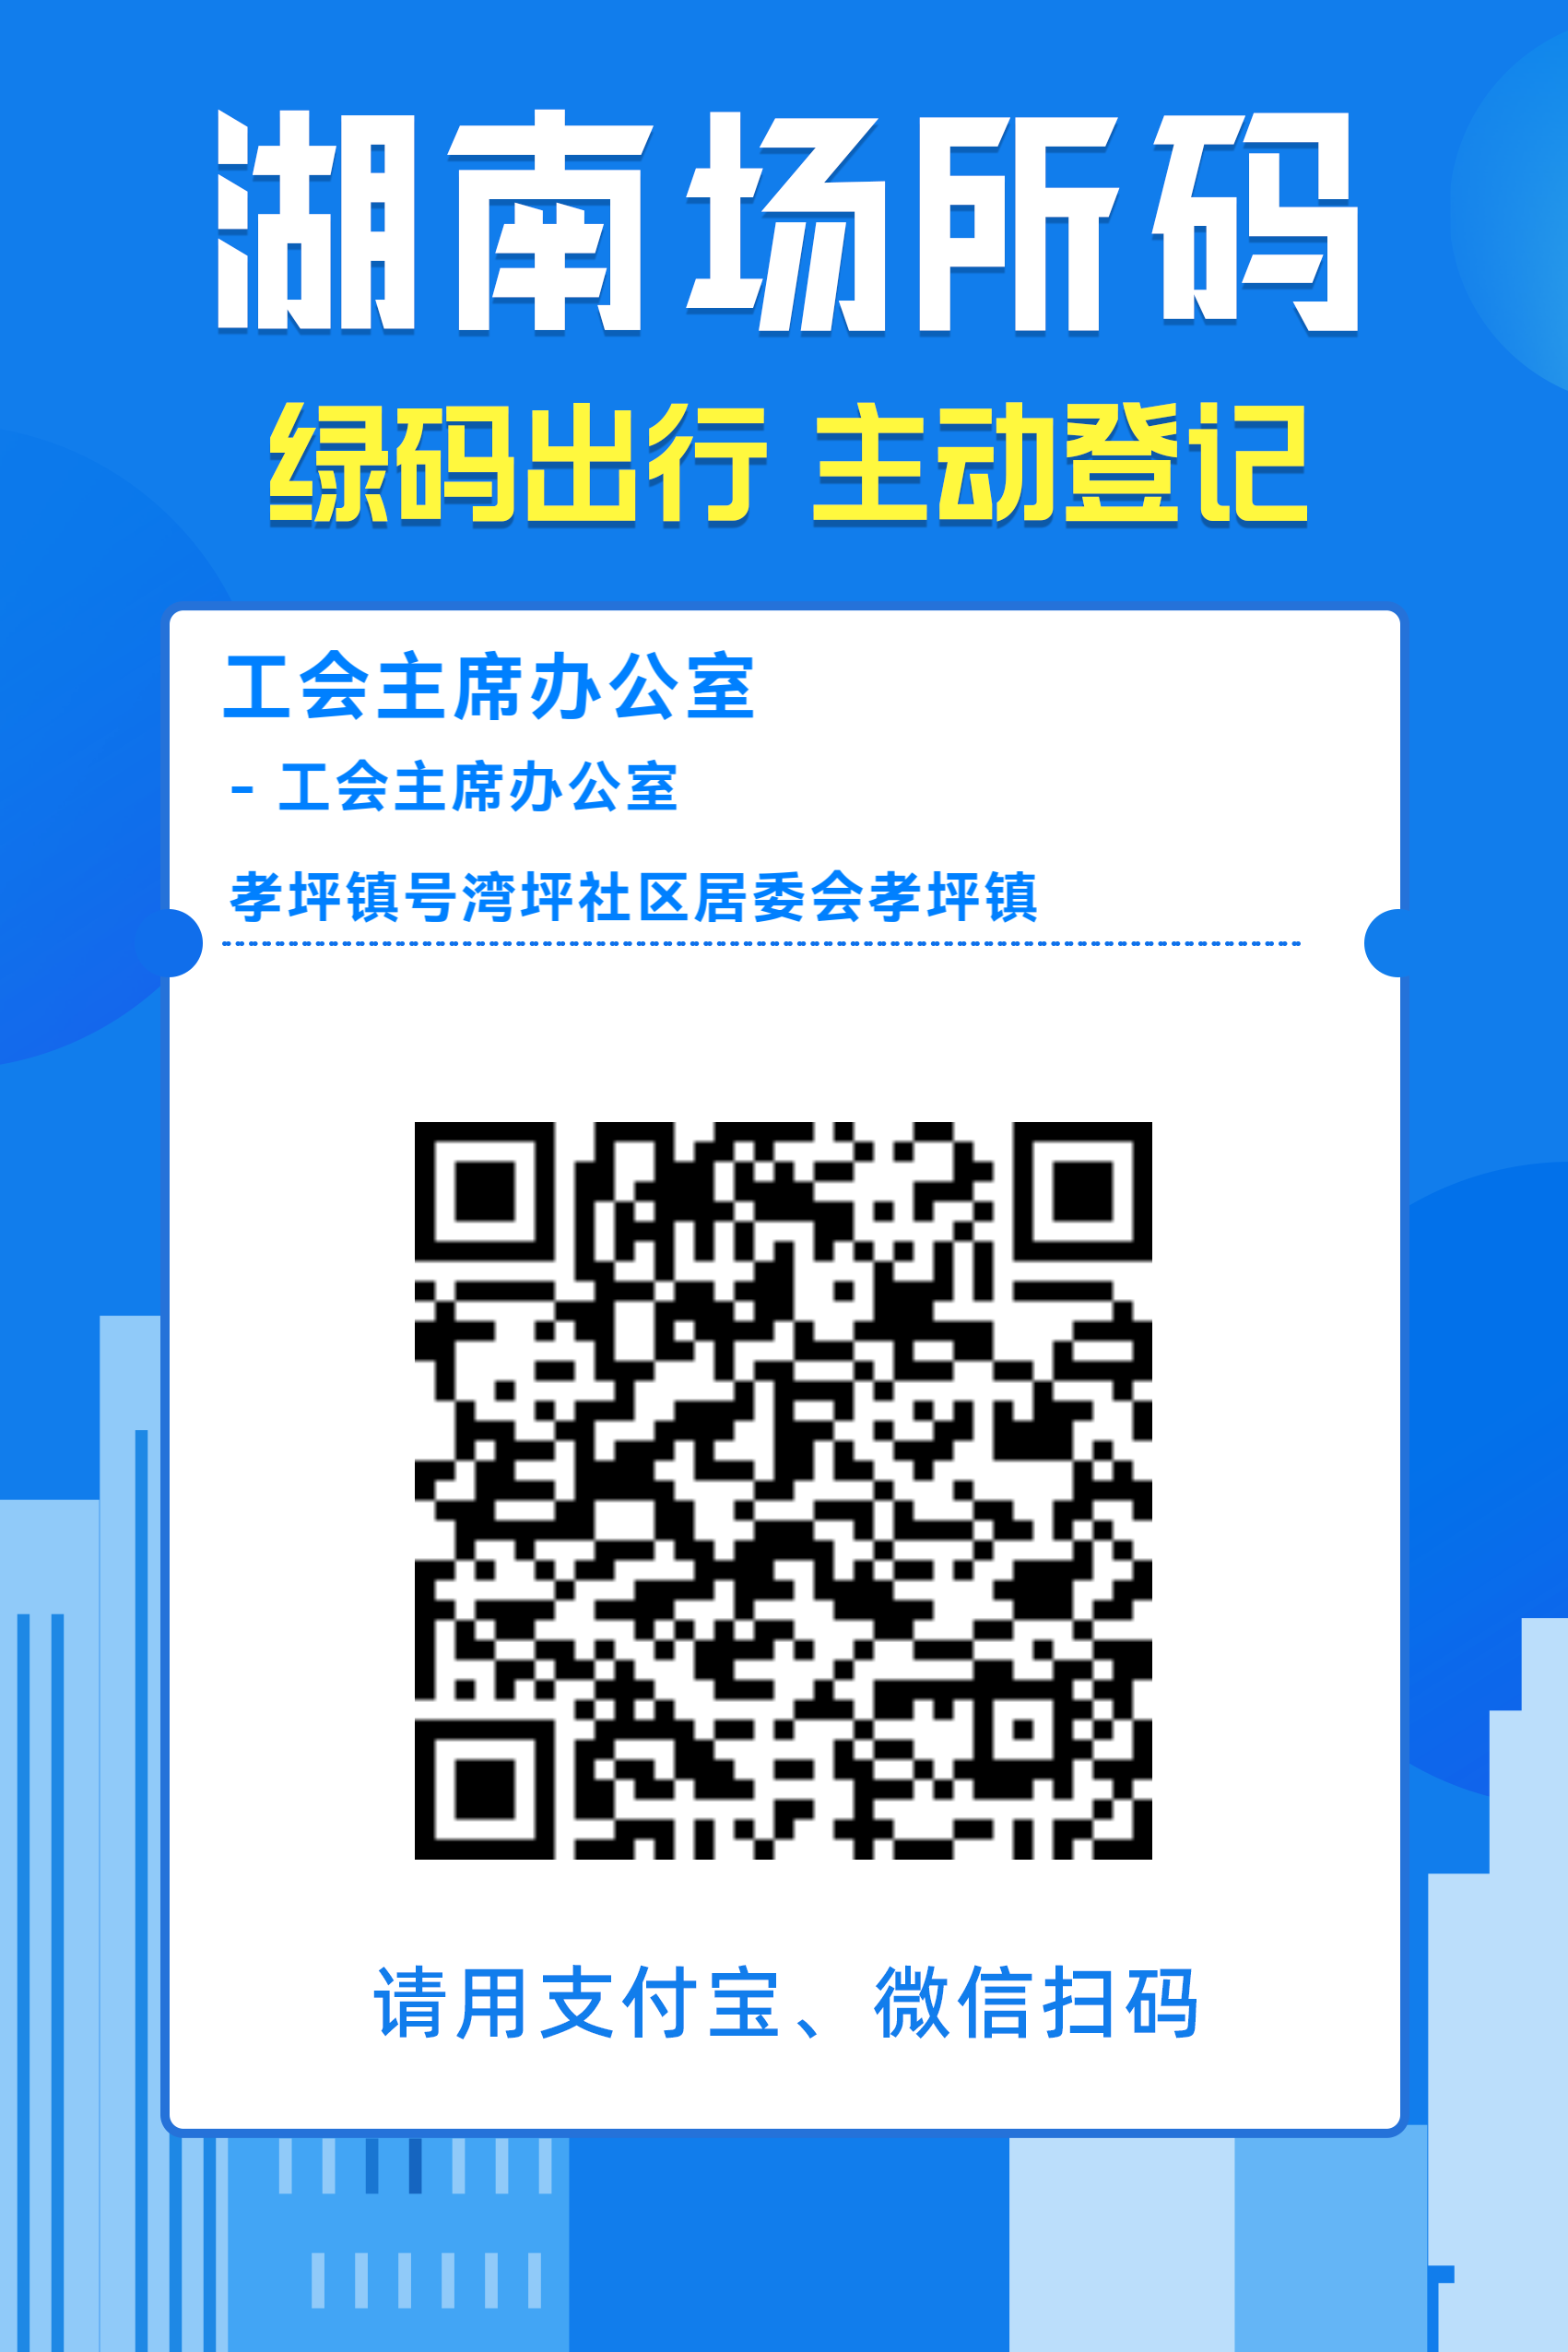 湖南场所码
绿码出行 主动登记
工会主席办公室
- 工会主席办公室
孝坪镇号湾坪社区居委会孝坪镇
请用支付宝、微信扫码